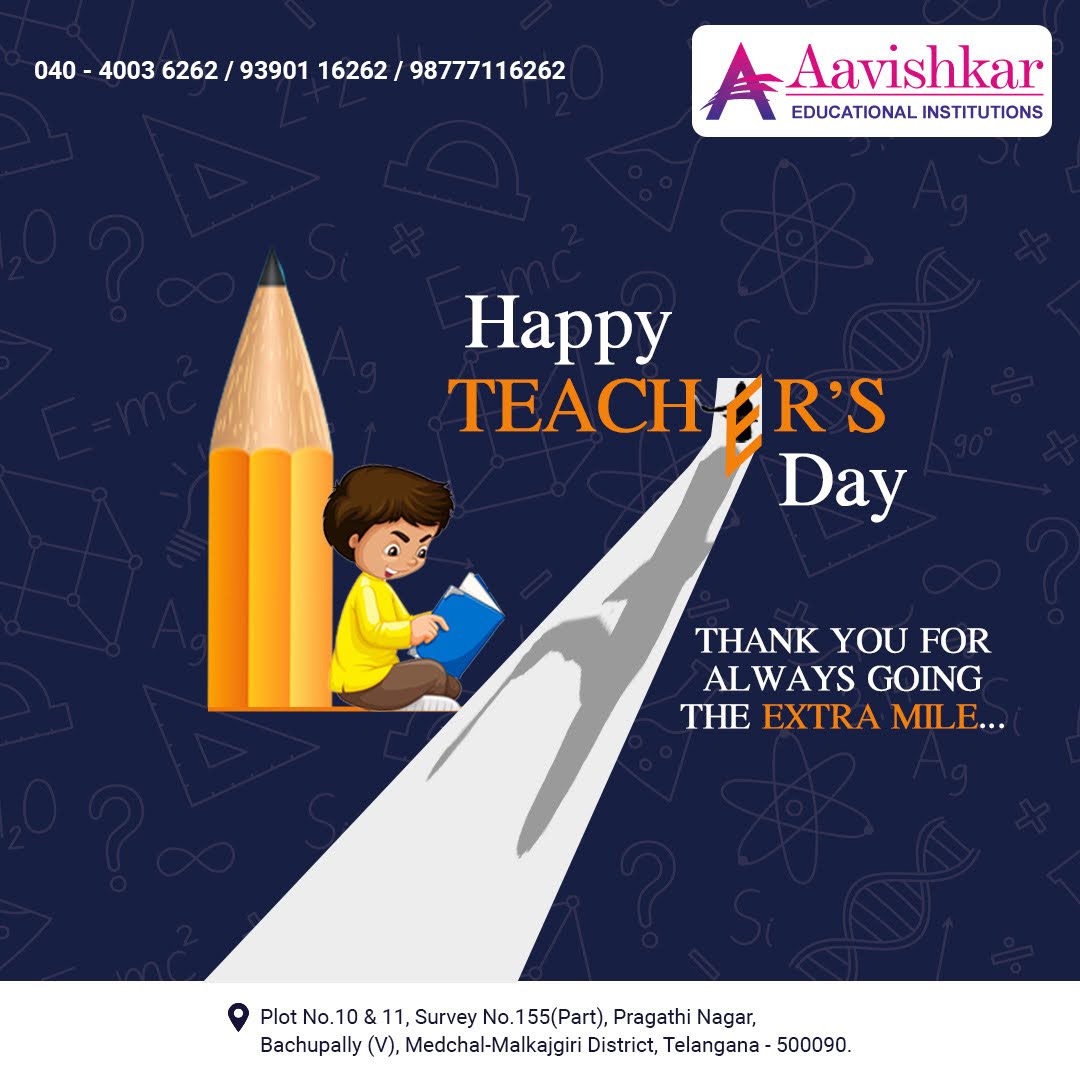 040 - 4003 6262 / 93901 16262 / 98777116262
Aavishkar
EDUCATIONAL INSTITUTIONS
Happy
TEACHER’S
Day
THANK YOU FOR
ALWAYS GOING
THE EXTRA MILE...
Plot No.10 & 11, Survey No.155(Part), Pragathi Nagar,
Bachupally (V), Medchal-Malkajgiri District, Telangana - 500090.